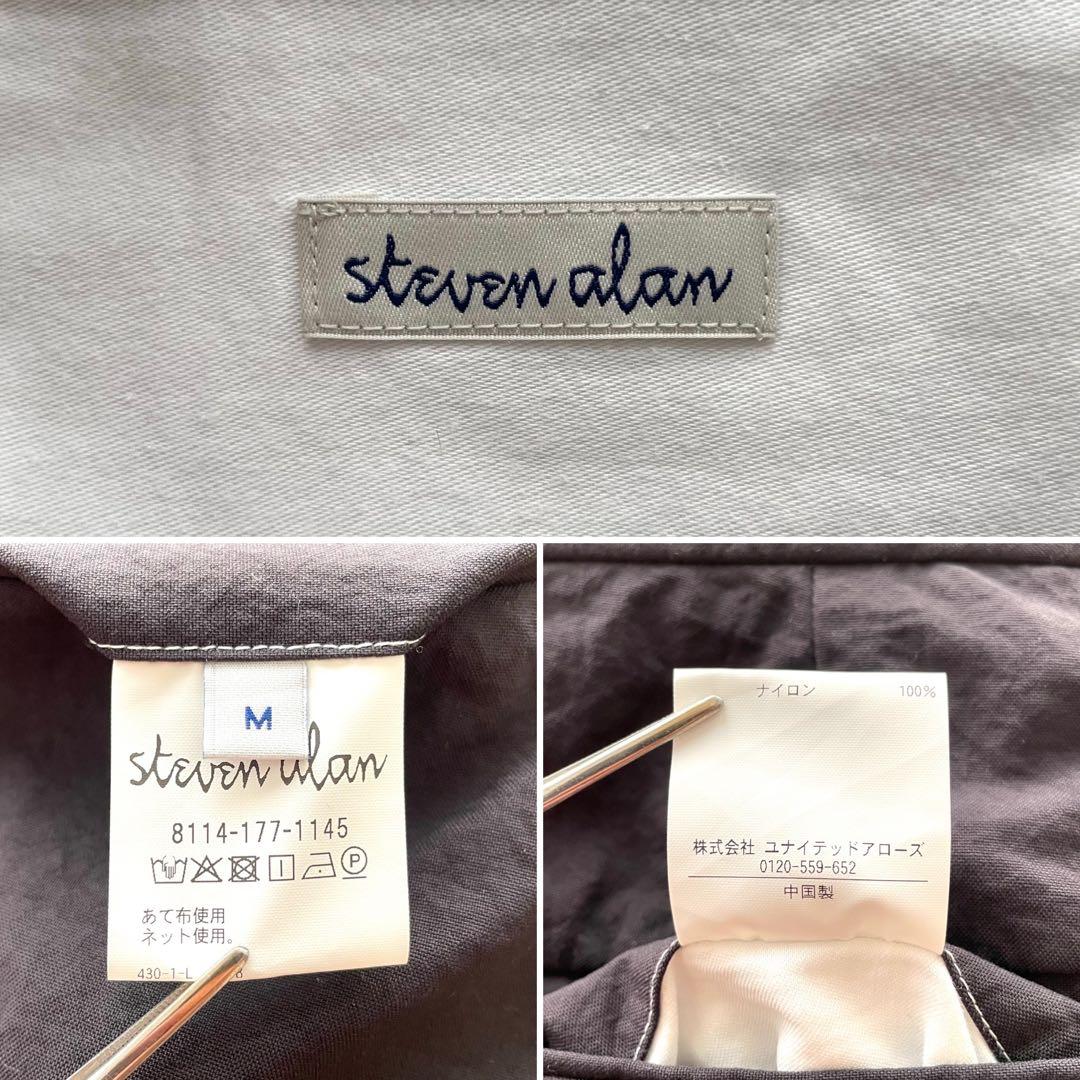 steven alan
M
steven alan
8114-177-1145
P
あて布使用
ネット使用。
430-1-L
ナイロン 100%
株式会社 ユナイテッドアローズ
0120-559-652
中国製